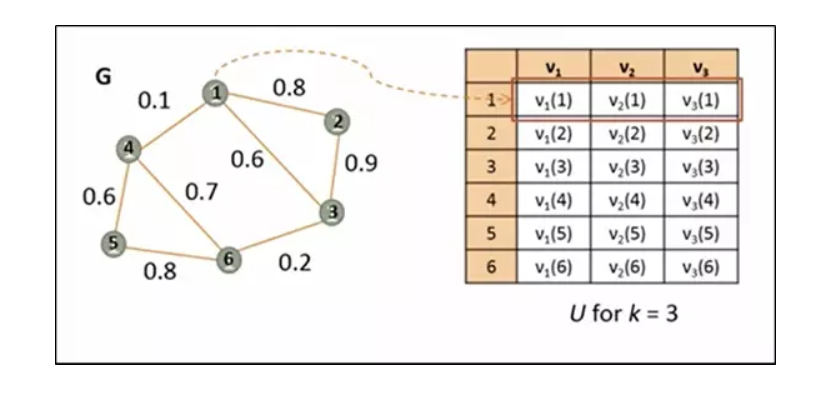 G
0.1
1
0.8
2
4
0.6
0.9
0.6
0.7
3
5
6
0.8
0.2
v₁ v₂ v₃
1 v₁(1) v₂(1) v₃(1)
2 v₁(2) v₂(2) v₃(2)
3 v₁(3) v₂(3) v₃(3)
4 v₁(4) v₂(4) v₃(4)
5 v₁(5) v₂(5) v₃(5)
6 v₁(6) v₂(6) v₃(6)
U for k = 3